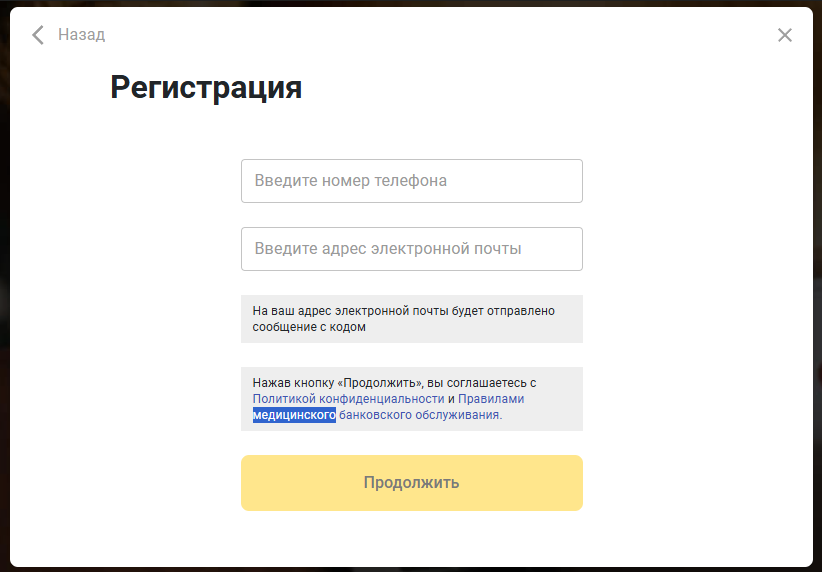 Назад
Регистрация
Введите номер телефона
Введите адрес электронной почты
На ваш адрес электронной почты будет отправлено
сообщение с кодом
Нажав кнопку «Продолжить», вы соглашаетесь с
Политикой конфиденциальности и Правилами
медицинского банковского обслуживания.
Продолжить